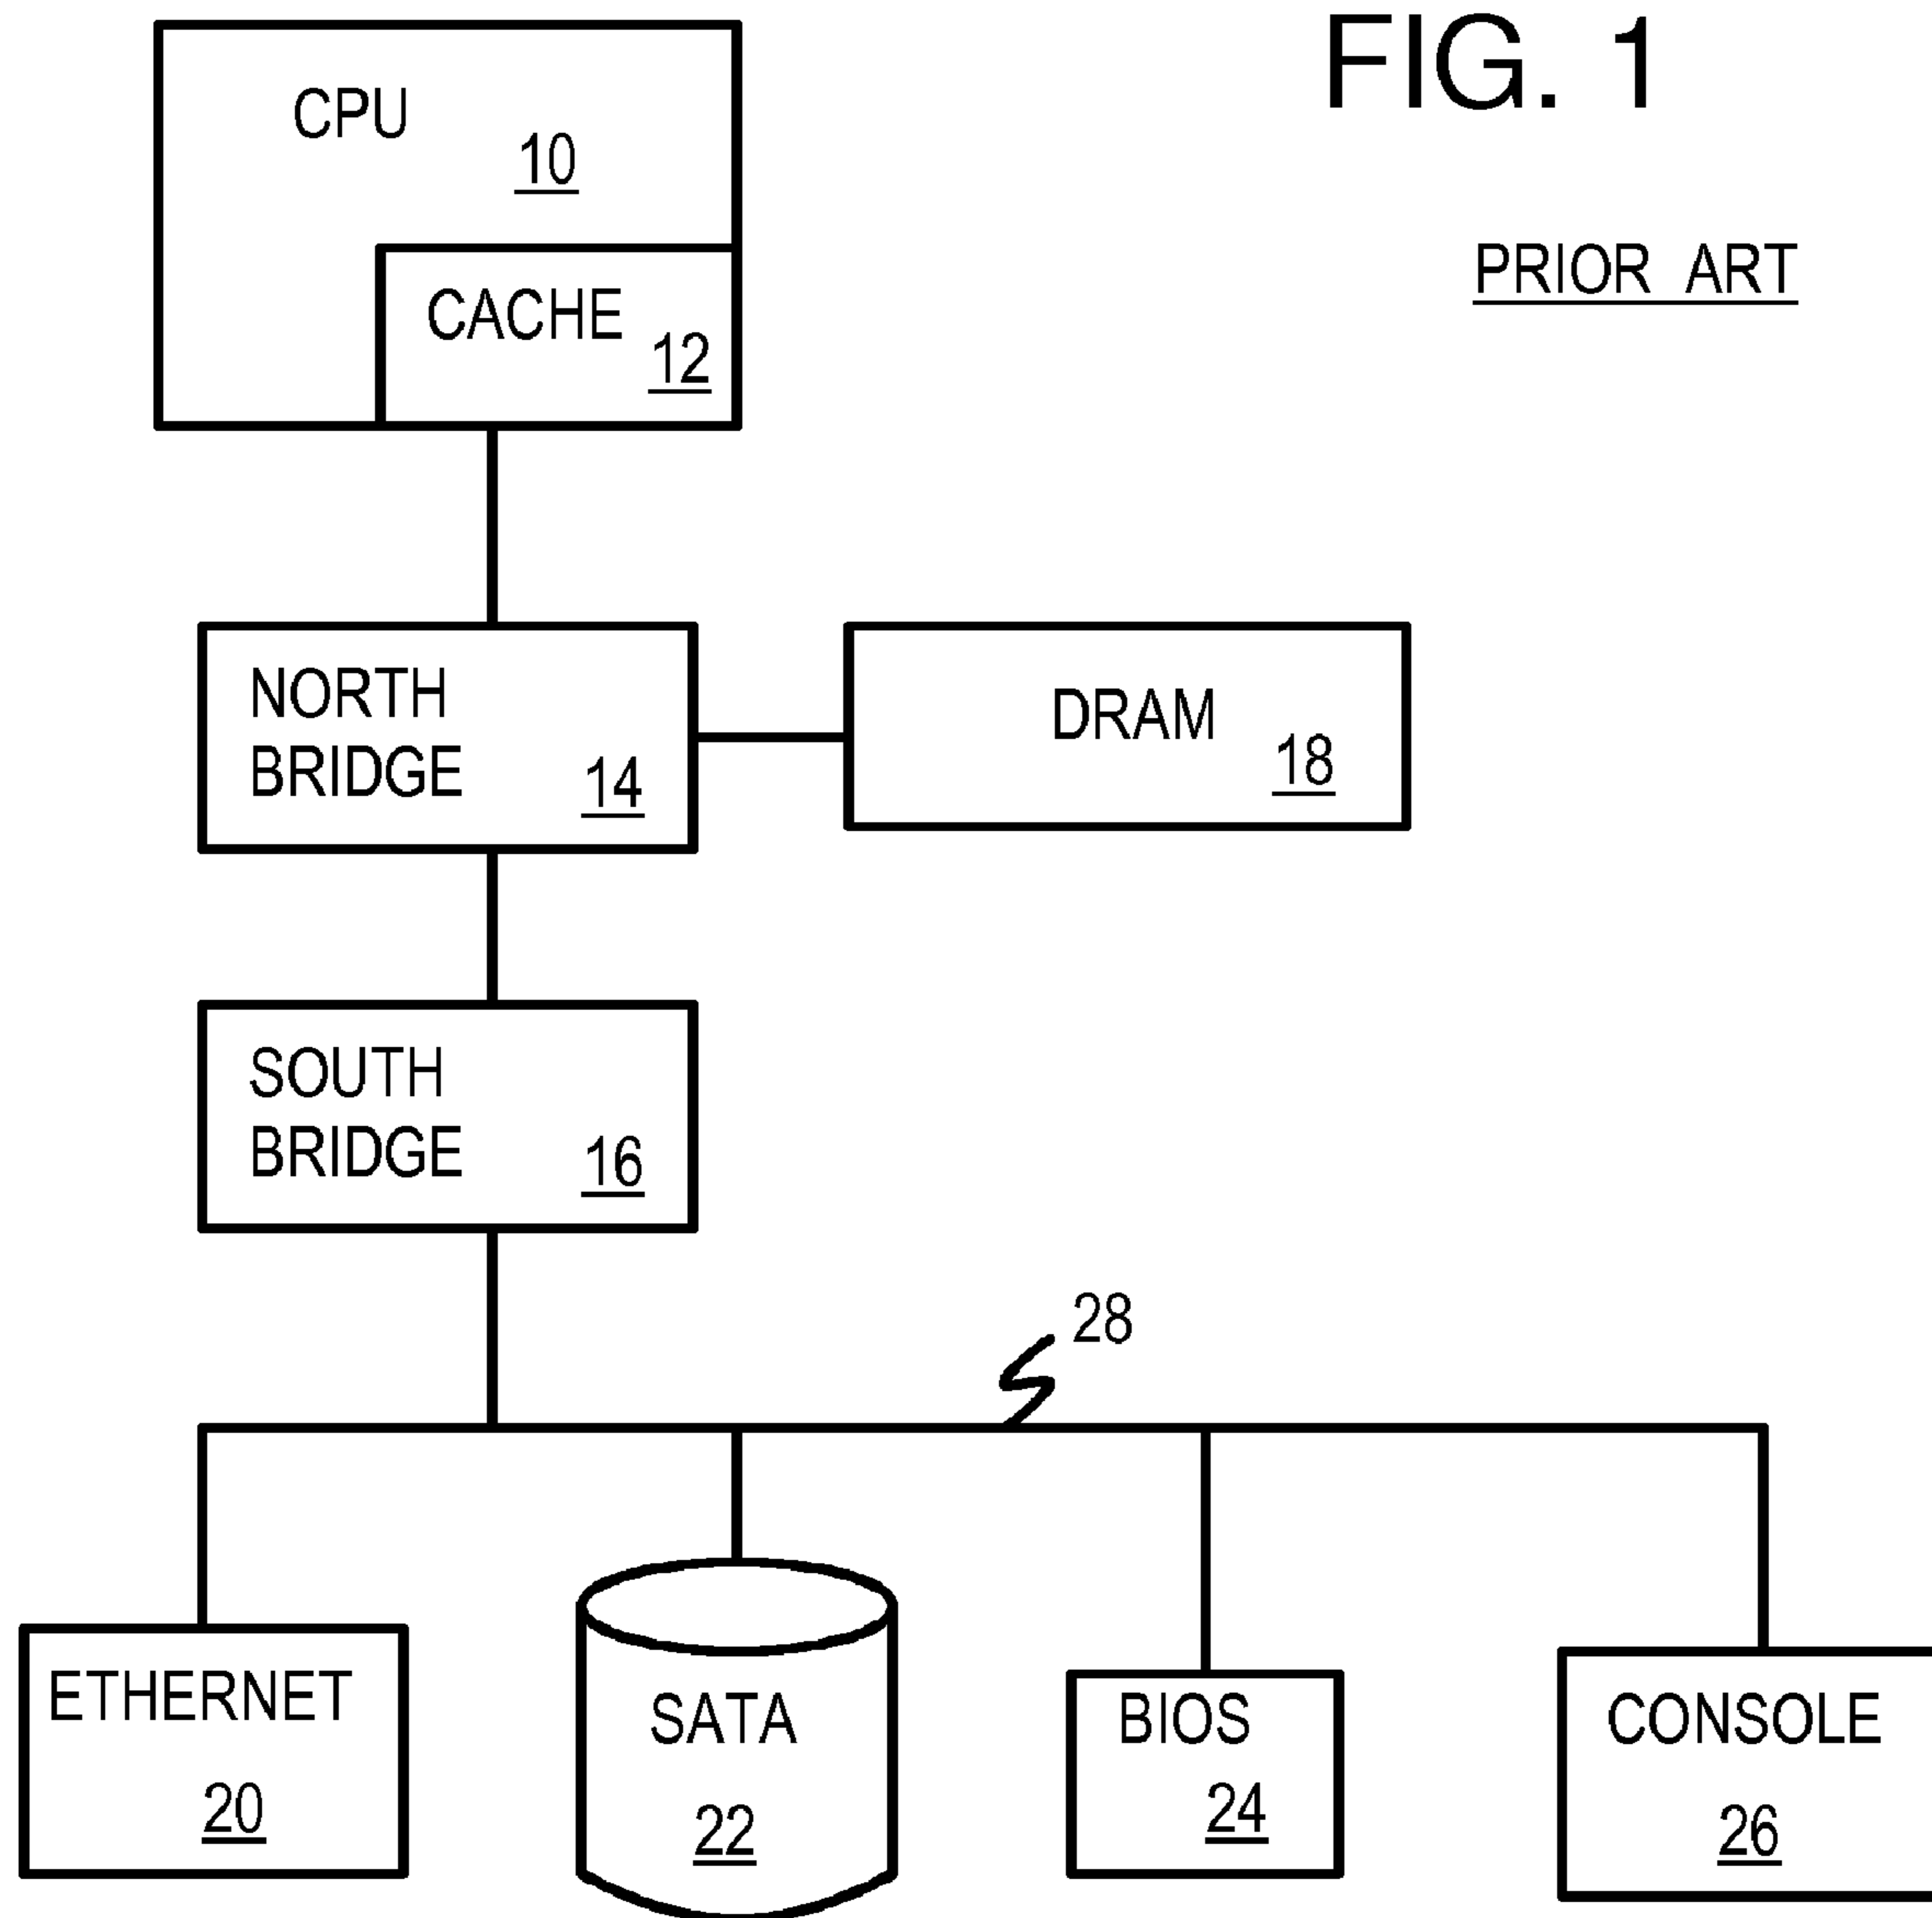 FIG. 1
PRIOR ART
CPU
10
CACHE
12
NORTH
BRIDGE
14
DRAM
18
SOUTH
BRIDGE
16
28
ETHERNET
20
SATA
22
BIOS
24
CONSOLE
26